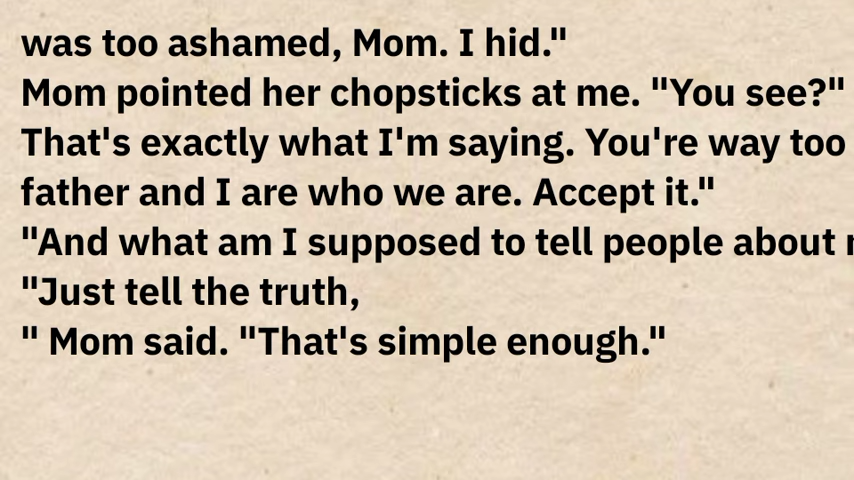 was too ashamed, Mom. I hid."
Mom pointed her chopsticks at me. "You see?"
That's exactly what I'm saying. You're way too
father and I are who we are. Accept it."
"And what am I supposed to tell people about
"Just tell the truth,
" Mom said. "That's simple enough."